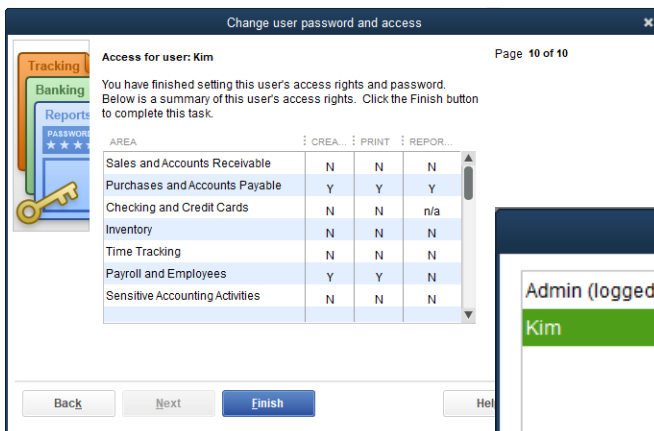 Change user password and access
Tracking
Banking
Reports
PASSWORD
Access for user: Kim
Page 10 of 10
You have finished setting this user's access rights and password.
Below is a summary of this user's access rights. Click the Finish button
to complete this task.
AREA CREA... PRINT REPOR...
Sales and Accounts Receivable N N N
Purchases and Accounts Payable Y Y Y
Checking and Credit Cards N N n/a
Inventory N N N
Time Tracking N N N
Payroll and Employees Y Y N
Sensitive Accounting Activities N N N
Back Next Finish Hel
Admin (logged
Kim